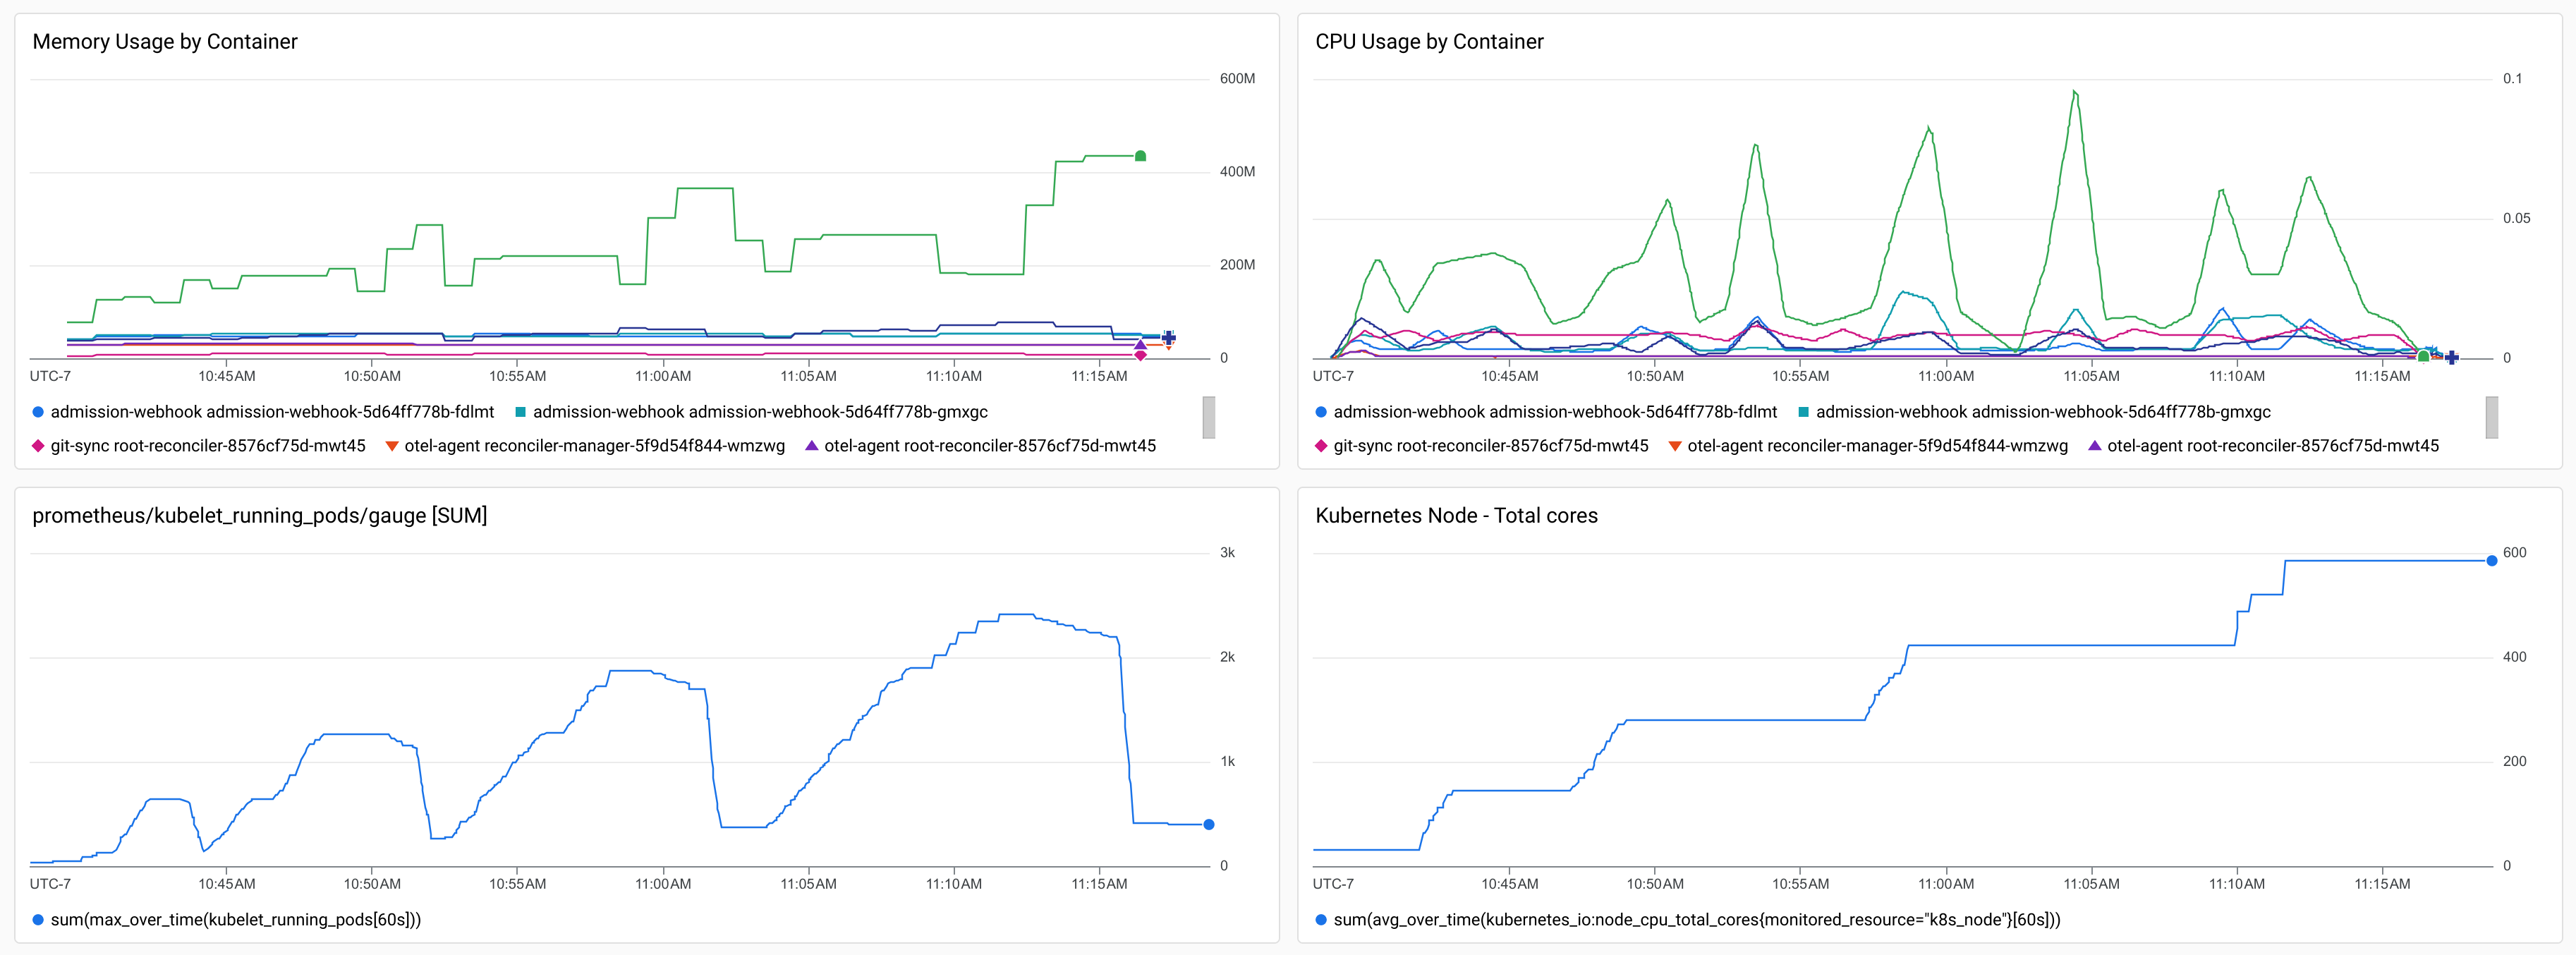 Memory Usage by Container
600M
400M
200M
0
UTC-7 10:45AM 10:50AM 10:55AM 11:00AM 11:05AM 11:10AM 11:15AM
admission-webhook admission-webhook-5d64ff778b-fdlmt admission-webhook admission-webhook-5d64ff778b-gmxgc
git-sync root-reconciler-8576cf75d-mwt45 otel-agent reconciler-manager-5f9d54f844-wmzwg otel-agent root-reconciler-8576cf75d-mwt45
CPU Usage by Container
0.1
0.05
0
UTC-7 10:45AM 10:50AM 10:55AM 11:00AM 11:05AM 11:10AM 11:15AM
admission-webhook admission-webhook-5d64ff778b-fdlmt admission-webhook admission-webhook-5d64ff778b-gmxgc
git-sync root-reconciler-8576cf75d-mwt45 otel-agent reconciler-manager-5f9d54f844-wmzwg otel-agent root-reconciler-8576cf75d-mwt45
prometheus/kubelet_running_pods/gauge [SUM]
3k
2k
1k
0
UTC-7 10:45AM 10:50AM 10:55AM 11:00AM 11:05AM 11:10AM 11:15AM
sum(max_over_time(kubelet_running_pods[60s]))
Kubernetes Node - Total cores
600
400
200
0
UTC-7 10:45AM 10:50AM 10:55AM 11:00AM 11:05AM 11:10AM 11:15AM
sum(avg_over_time(kubernetes_io:node_cpu_total_cores{monitored_resource="k8s_node"}[60s]))